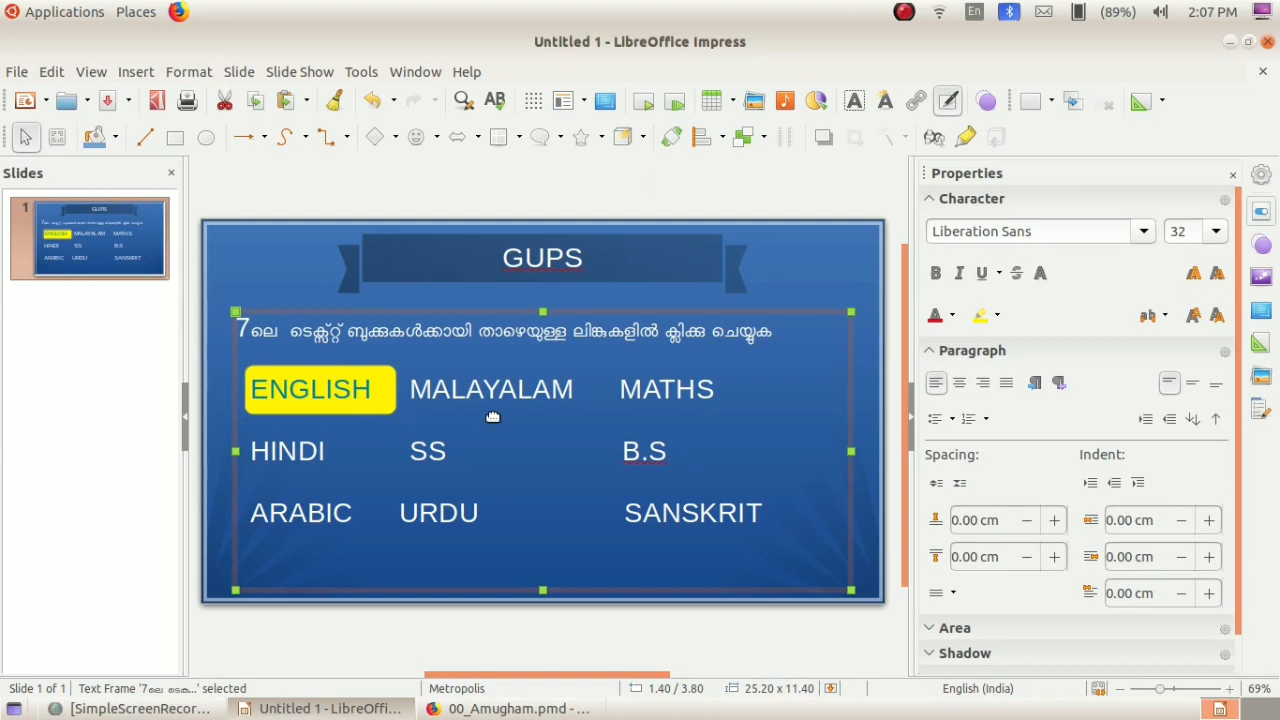 Applications Places En (89%) 2:07 PM
Untitled 1 - LibreOffice Impress
File Edit View Insert Format Slide Slide Show Tools Window Help
Slides
Properties
1
Character
Liberation Sans 32
GUPS
7ലെ ടെക്സ്റ്റ് ബുക്കുകൾക്കായി താഴെയുള്ള ലിങ്കുകളിൽ ക്ലിക്കു ചെയ്യുക
ENGLISH MALAYALAM MATHS
HINDI SS B.S
ARABIC URDU SANSKRIT
Paragraph
Spacing: Indent:
0.00 cm 0.00 cm
0.00 cm 0.00 cm
0.00 cm
Area
Shadow
Slide 1 of 1 Text Frame '7ലെ ടെക...' selected Metropolis 1.40 / 3.80 25.20 x 11.40 English (India) 69%
[SimpleScreenRecor... Untitled 1 - LibreOffi... 00_Amugham.pmd - ...